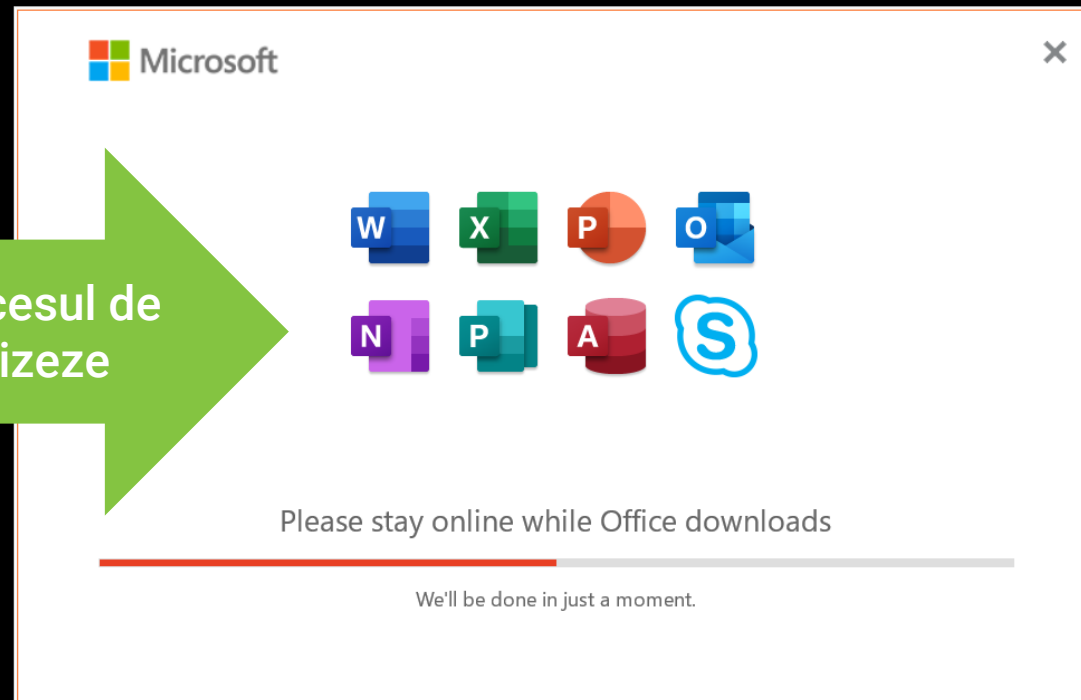 Microsoft
W X P O
N P A S
cesul de
izeze
Please stay online while Office downloads
We'll be done in just a moment.